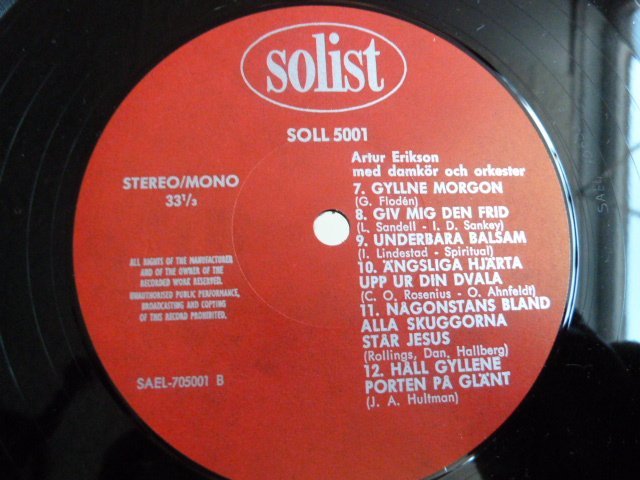 solist
SOLL 5001
Artur Erikson
med damkör och orkester
STEREO/MONO
33 1/3
7. GYLLNE MORGON
(G. Flodén)
8. GIV MIG DEN FRID
(L. Sandell - I. D. Sankey)
9. UNDERBARA BALSAM
(I. Lindestad - Spiritual)
10. ÄNGSLIGA HJÄRTA
UPP UR DIN DVALA
(C. O. Rosenius - O. Ahnfeldt)
11. NÅGONSTANS BLAND
ALLA SKUGGORNA
STÅR JESUS
(Rollings, Dan, Hallberg)
12. HÅLL GYLLENE
PORTEN PÅ GLÄNT
(J. A. Hultman)
ALL RIGHTS OF THE MANUFACTURER
AND OF THE OWNER OF THE
RECORDED WORK RESERVED.
UNAUTHORISED PUBLIC PERFORMANCE,
BROADCASTING AND COPYING
OF THIS RECORD PROHIBITED.
SAEL-705001 B